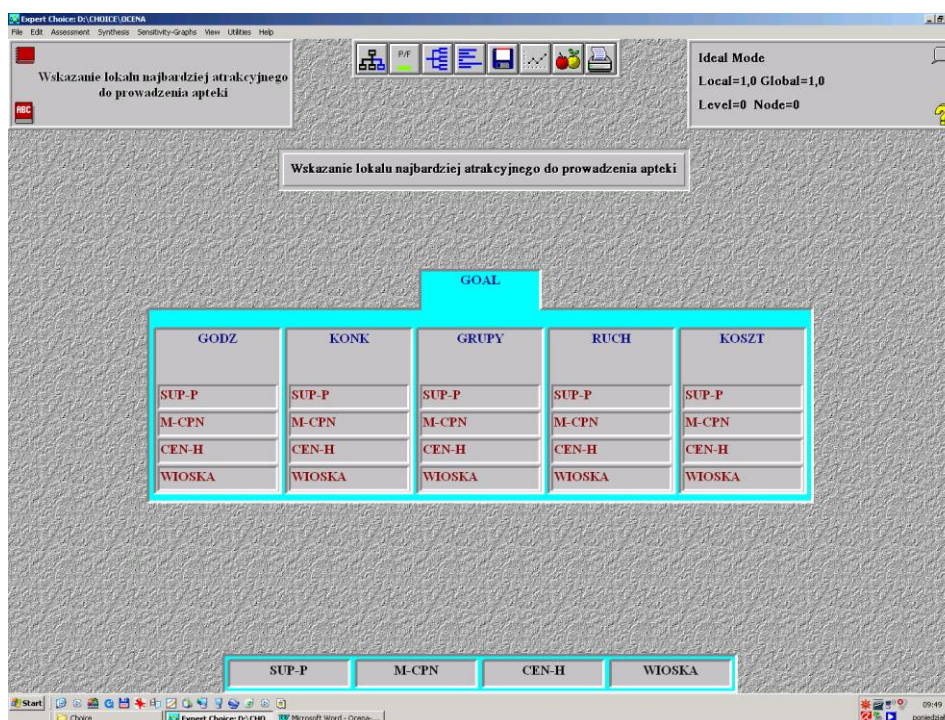 Expert Choice: D:\CHOICE\OCENA
File Edit Assessment Synthesis Sensitivity-Graphs View Utilities Help
Wskazanie lokalu najbardziej atrakcyjnego
do prowadzenia apteki
ABC
P/F
Ideal Mode
Local=1,0 Global=1,0
Level=0 Node=0
?
Wskazanie lokalu najbardziej atrakcyjnego do prowadzenia apteki
GOAL
GODZ KONK GRUPY RUCH KOSZT
SUP-P SUP-P SUP-P SUP-P SUP-P
M-CPN M-CPN M-CPN M-CPN M-CPN
CEN-H CEN-H CEN-H CEN-H CEN-H
WIOSKA WIOSKA WIOSKA WIOSKA WIOSKA
SUP-P M-CPN CEN-H WIOSKA
Start
09:49
Choice
Expert Choice: D:\CHO...
Microsoft Word - Ocena-...